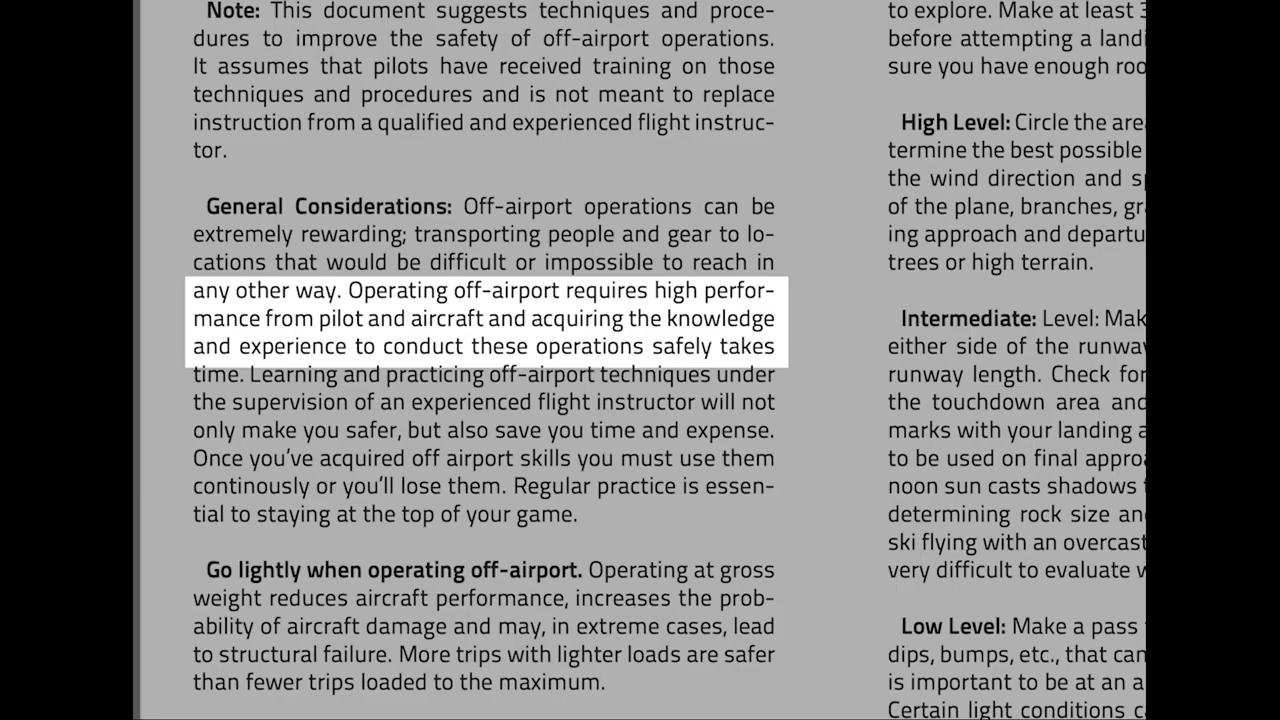 Note: This document suggests techniques and proce-
dures to improve the safety of off-airport operations.
It assumes that pilots have received training on those
techniques and procedures and is not meant to replace
instruction from a qualified and experienced flight instruc-
tor.
General Considerations: Off-airport operations can be
extremely rewarding; transporting people and gear to lo-
cations that would be difficult or impossible to reach in
any other way. Operating off-airport requires high perfor-
mance from pilot and aircraft and acquiring the knowledge
and experience to conduct these operations safely takes
time. Learning and practicing off-airport techniques under
the supervision of an experienced flight instructor will not
only make you safer, but also save you time and expense.
Once you've acquired off airport skills you must use them
continously or you'll lose them. Regular practice is essen-
tial to staying at the top of your game.
Go lightly when operating off-airport. Operating at gross
weight reduces aircraft performance, increases the prob-
ability of aircraft damage and may, in extreme cases, lead
to structural failure. More trips with lighter loads are safer
than fewer trips loaded to the maximum.
to explore. Make at least
before attempting a landi
sure you have enough roo
High Level: Circle the are
termine the best possible
the wind direction and s
of the plane, branches, gr
ing approach and departu
trees or high terrain.
Intermediate: Level: Mak
either side of the runwa
runway length. Check for
the touchdown area and
marks with your landing a
to be used on final appro
noon sun casts shadows
determining rock size an
ski flying with an overcast
very difficult to evaluate
Low Level: Make a pass
dips, bumps, etc., that can
is important to be at an a
Certain light conditions c